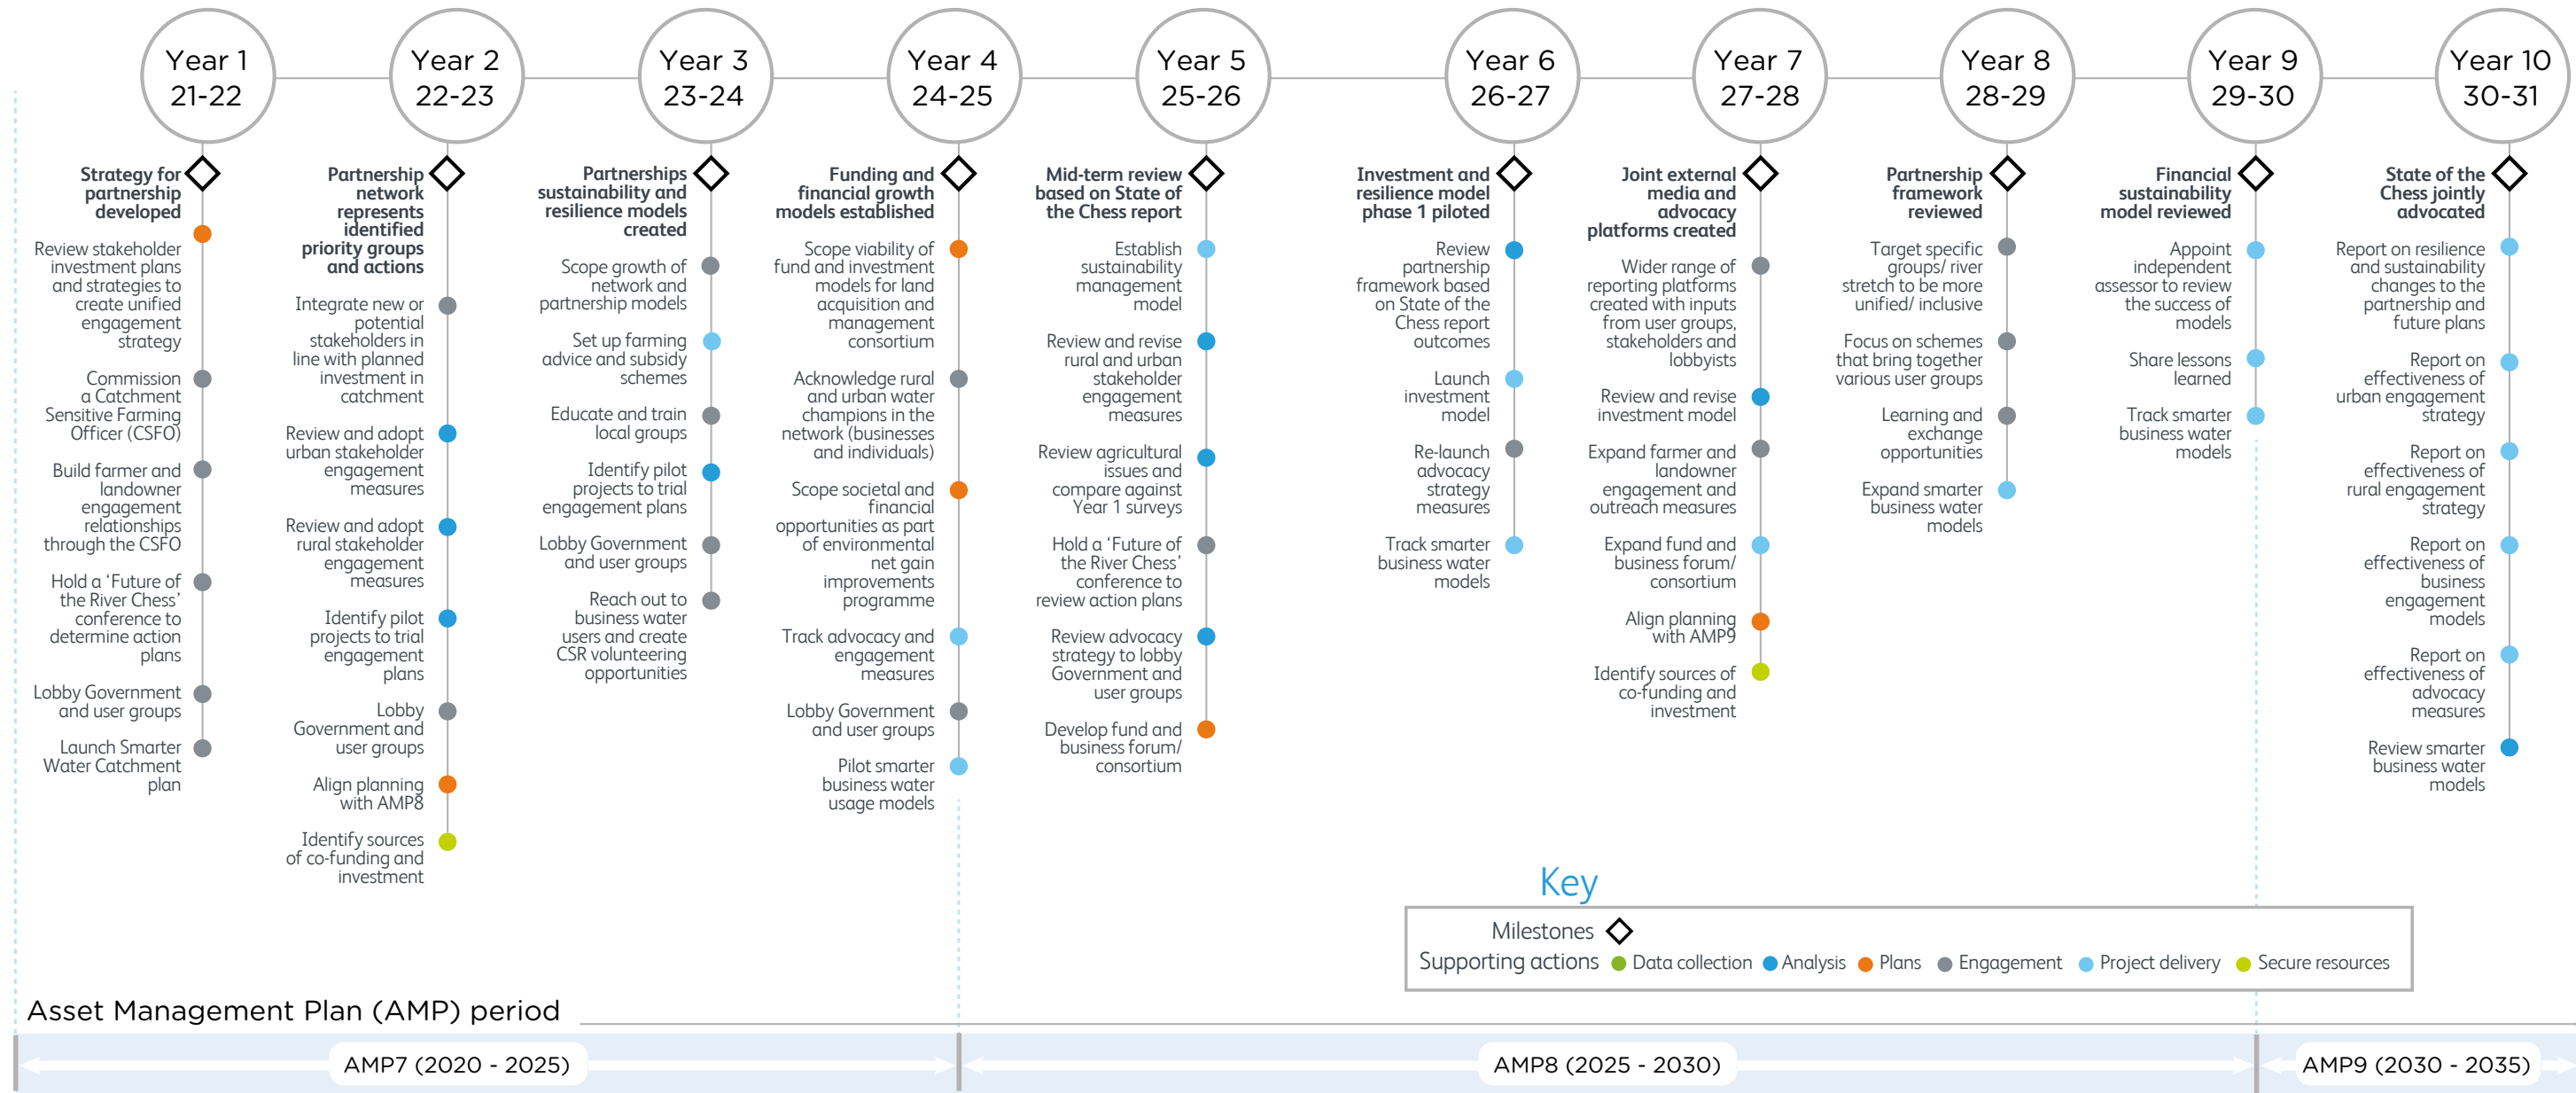 Year 1
21-22
Year 2
22-23
Year 3
23-24
Year 4
24-25
Year 5
25-26
Year 6
26-27
Year 7
27-28
Year 8
28-29
Year 9
29-30
Year 10
30-31
Strategy for
partnership
developed
Review stakeholder
investment plans
and strategies to
create unified
engagement
strategy
Commission
a Catchment
Sensitive Farming
Officer (CSFO)
Build farmer and
landowner
engagement
relationships
through the CSFO
Hold a ‘Future of
the River Chess’
conference to
determine action
plans
Lobby Government
and user groups
Launch Smarter
Water Catchment
plan
Partnership
network
represents
identified
priority groups
and actions
Integrate new or
potential
stakeholders in
line with planned
investment in
catchment
Review and adopt
urban stakeholder
engagement
measures
Review and adopt
rural stakeholder
engagement
measures
Identify pilot
projects to trial
engagement
plans
Lobby
Government and
user groups
Align planning
with AMP8
Identify sources
of co-funding and
investment
Partnerships
sustainability and
resilience models
created
Scope growth of
network and
partnership models
Set up farming
advice and subsidy
schemes
Educate and train
local groups
Identify pilot
projects to trial
engagement plans
Lobby Government
and user groups
Reach out to
business water
users and create
CSR volunteering
opportunities
Funding and
financial growth
models established
Scope viability of
fund and investment
models for land
acquisition and
management
consortium
Acknowledge rural
and urban water
champions in the
network (businesses
and individuals)
Scope societal and
financial
opportunities as part
of environmental
net gain
improvements
programme
Track advocacy and
engagement
measures
Lobby Government
and user groups
Pilot smarter
business water
usage models
Mid-term review
based on State of
the Chess report
Establish
sustainability
management
model
Review and revise
rural and urban
stakeholder
engagement
measures
Review agricultural
issues and
compare against
Year 1 surveys
Hold a ‘Future of
the River Chess’
conference to
review action plans
Review advocacy
strategy to lobby
Government and
user groups
Develop fund and
business forum/
consortium
Investment and
resilience model
phase 1 piloted
Review
partnership
framework based
on State of the
Chess report
outcomes
Launch
investment
model
Re-launch
advocacy
strategy
measures
Track smarter
business water
models
Joint external
media and
advocacy
platforms created
Wider range of
reporting platforms
created with inputs
from user groups,
stakeholders and
lobbyists
Review and revise
investment model
Expand farmer and
landowner
engagement and
outreach measures
Expand fund and
business forum/
consortium
Align planning
with AMP9
Identify sources of
co-funding and
investment
Partnership
framework
reviewed
Target specific
groups/ river
stretch to be more
unified/ inclusive
Focus on schemes
that bring together
various user groups
Learning and
exchange
opportunities
Expand smarter
business water
models
Financial
sustainability
model reviewed
Appoint
independent
assessor to review
the success of
models
Share lessons
learned
Track smarter
business water
models
State of the
Chess jointly
advocated
Report on resilience
and sustainability
changes to the
partnership and
future plans
Report on
effectiveness of
urban engagement
strategy
Report on
effectiveness of
rural engagement
strategy
Report on
effectiveness of
business
engagement
models
Report on
effectiveness of
advocacy
measures
Review smarter
business water
models
Key
Milestones
Supporting actions Data collection Analysis Plans Engagement Project delivery Secure resources
Asset Management Plan (AMP) period
AMP7 (2020 - 2025)
AMP8 (2025 - 2030)
AMP9 (2030 - 2035)